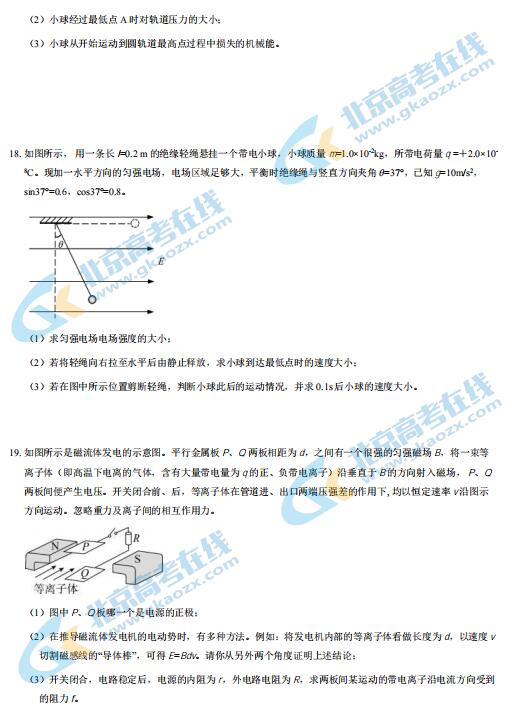 (2)小球经过最低点 A 时对轨道压力的大小;
(3)小球从开始运动到圆轨道最高点过程中损失的机械能。
北京高考在线
www.gkaozx.com
18. 如图所示, 用一条长 l=0.2 m 的绝缘轻绳悬挂一个带电小球,小球质量 m=1.0×10⁻²kg,所带电荷量 q =+2.0×10⁻
⁸C。现加一水平方向的匀强电场,电场区域足够大,平衡时绝缘绳与竖直方向夹角 θ=37°,已知 g=10m/s²,
sin37°=0.6,cos37°=0.8。
θ
E
北京高考在线
www.gkaozx.com
(1)求匀强电场电场强度的大小;
(2)若将轻绳向右拉至水平后由静止释放,求小球到达最低点时的速度大小;
(3)若在图中所示位置剪断轻绳,判断小球此后的运动情况,并求 0.1s 后小球的速度大小。
北京高考在线
www.gkaozx.com
19. 如图所示是磁流体发电的示意图。平行金属板 P、Q 两板相距为 d,之间有一个很强的匀强磁场 B,将一束等
离子体(即高温下电离的气体,含有大量带电量为 q 的正、负带电离子)沿垂直于 B 的方向射入磁场, P、Q
两板间便产生电压。开关闭合前、后,等离子体在管道进、出口两端压强差的作用下,均以恒定速率 v 沿图示
方向运动。忽略重力及离子间的相互作用力。
N
P
R
S
Q
等离子体
(1)图中 P、Q 板哪一个是电源的正极;
(2)在推导磁流体发电机的电动势时,有多种方法。例如:将发电机内部的等离子体看做长度为 d,以速度 v
切割磁感线的“导体棒”,可得 E=Bdv。请你从另外两个角度证明上述结论;
(3)开关闭合,电路稳定后,电源的内阻为 r,外电路电阻为 R,求两板间某运动的带电离子沿电流方向受到
的阻力 f。
北京高考在线
www.gkaozx.com